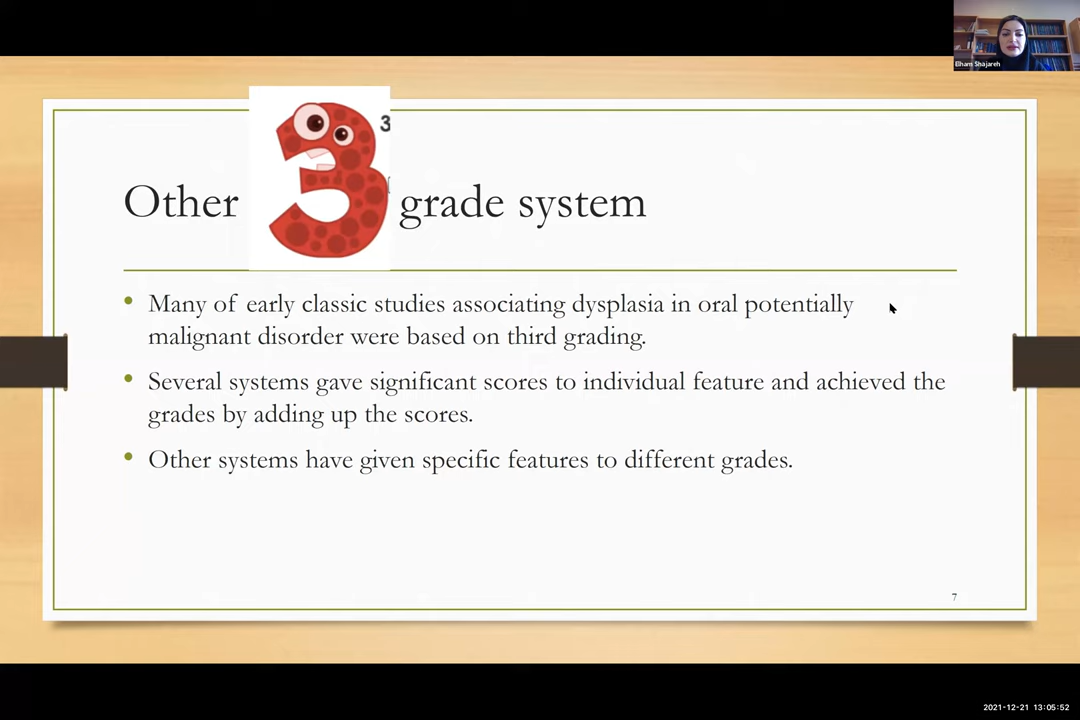 Elham Shajareh
3
Other 3 grade system
• Many of early classic studies associating dysplasia in oral potentially
malignant disorder were based on third grading.
• Several systems gave significant scores to individual feature and achieved the
grades by adding up the scores.
• Other systems have given specific features to different grades.
7
2021-12-21 13:05:52